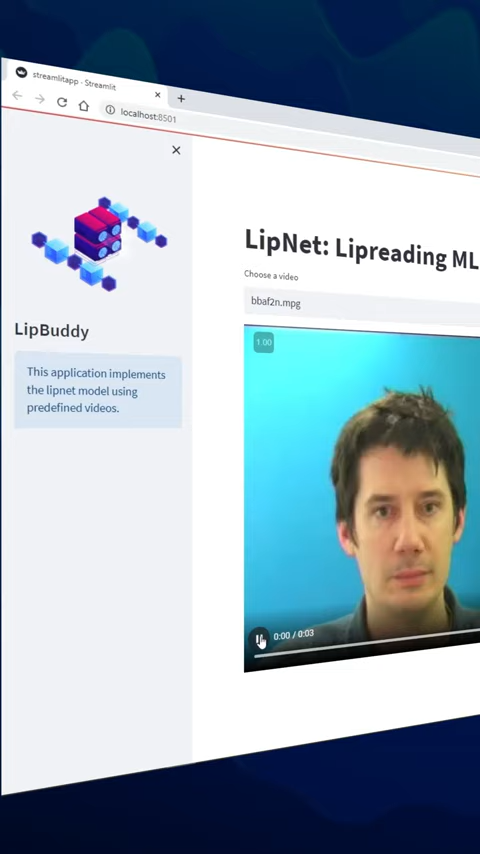 streamlitapp · Streamlit
localhost:8501
LipBuddy
This application implements
the lipnet model using
predefined videos.
LipNet: Lipreading ML
Choose a video
bbaf2n.mpg
1.00
0:00 / 0:03